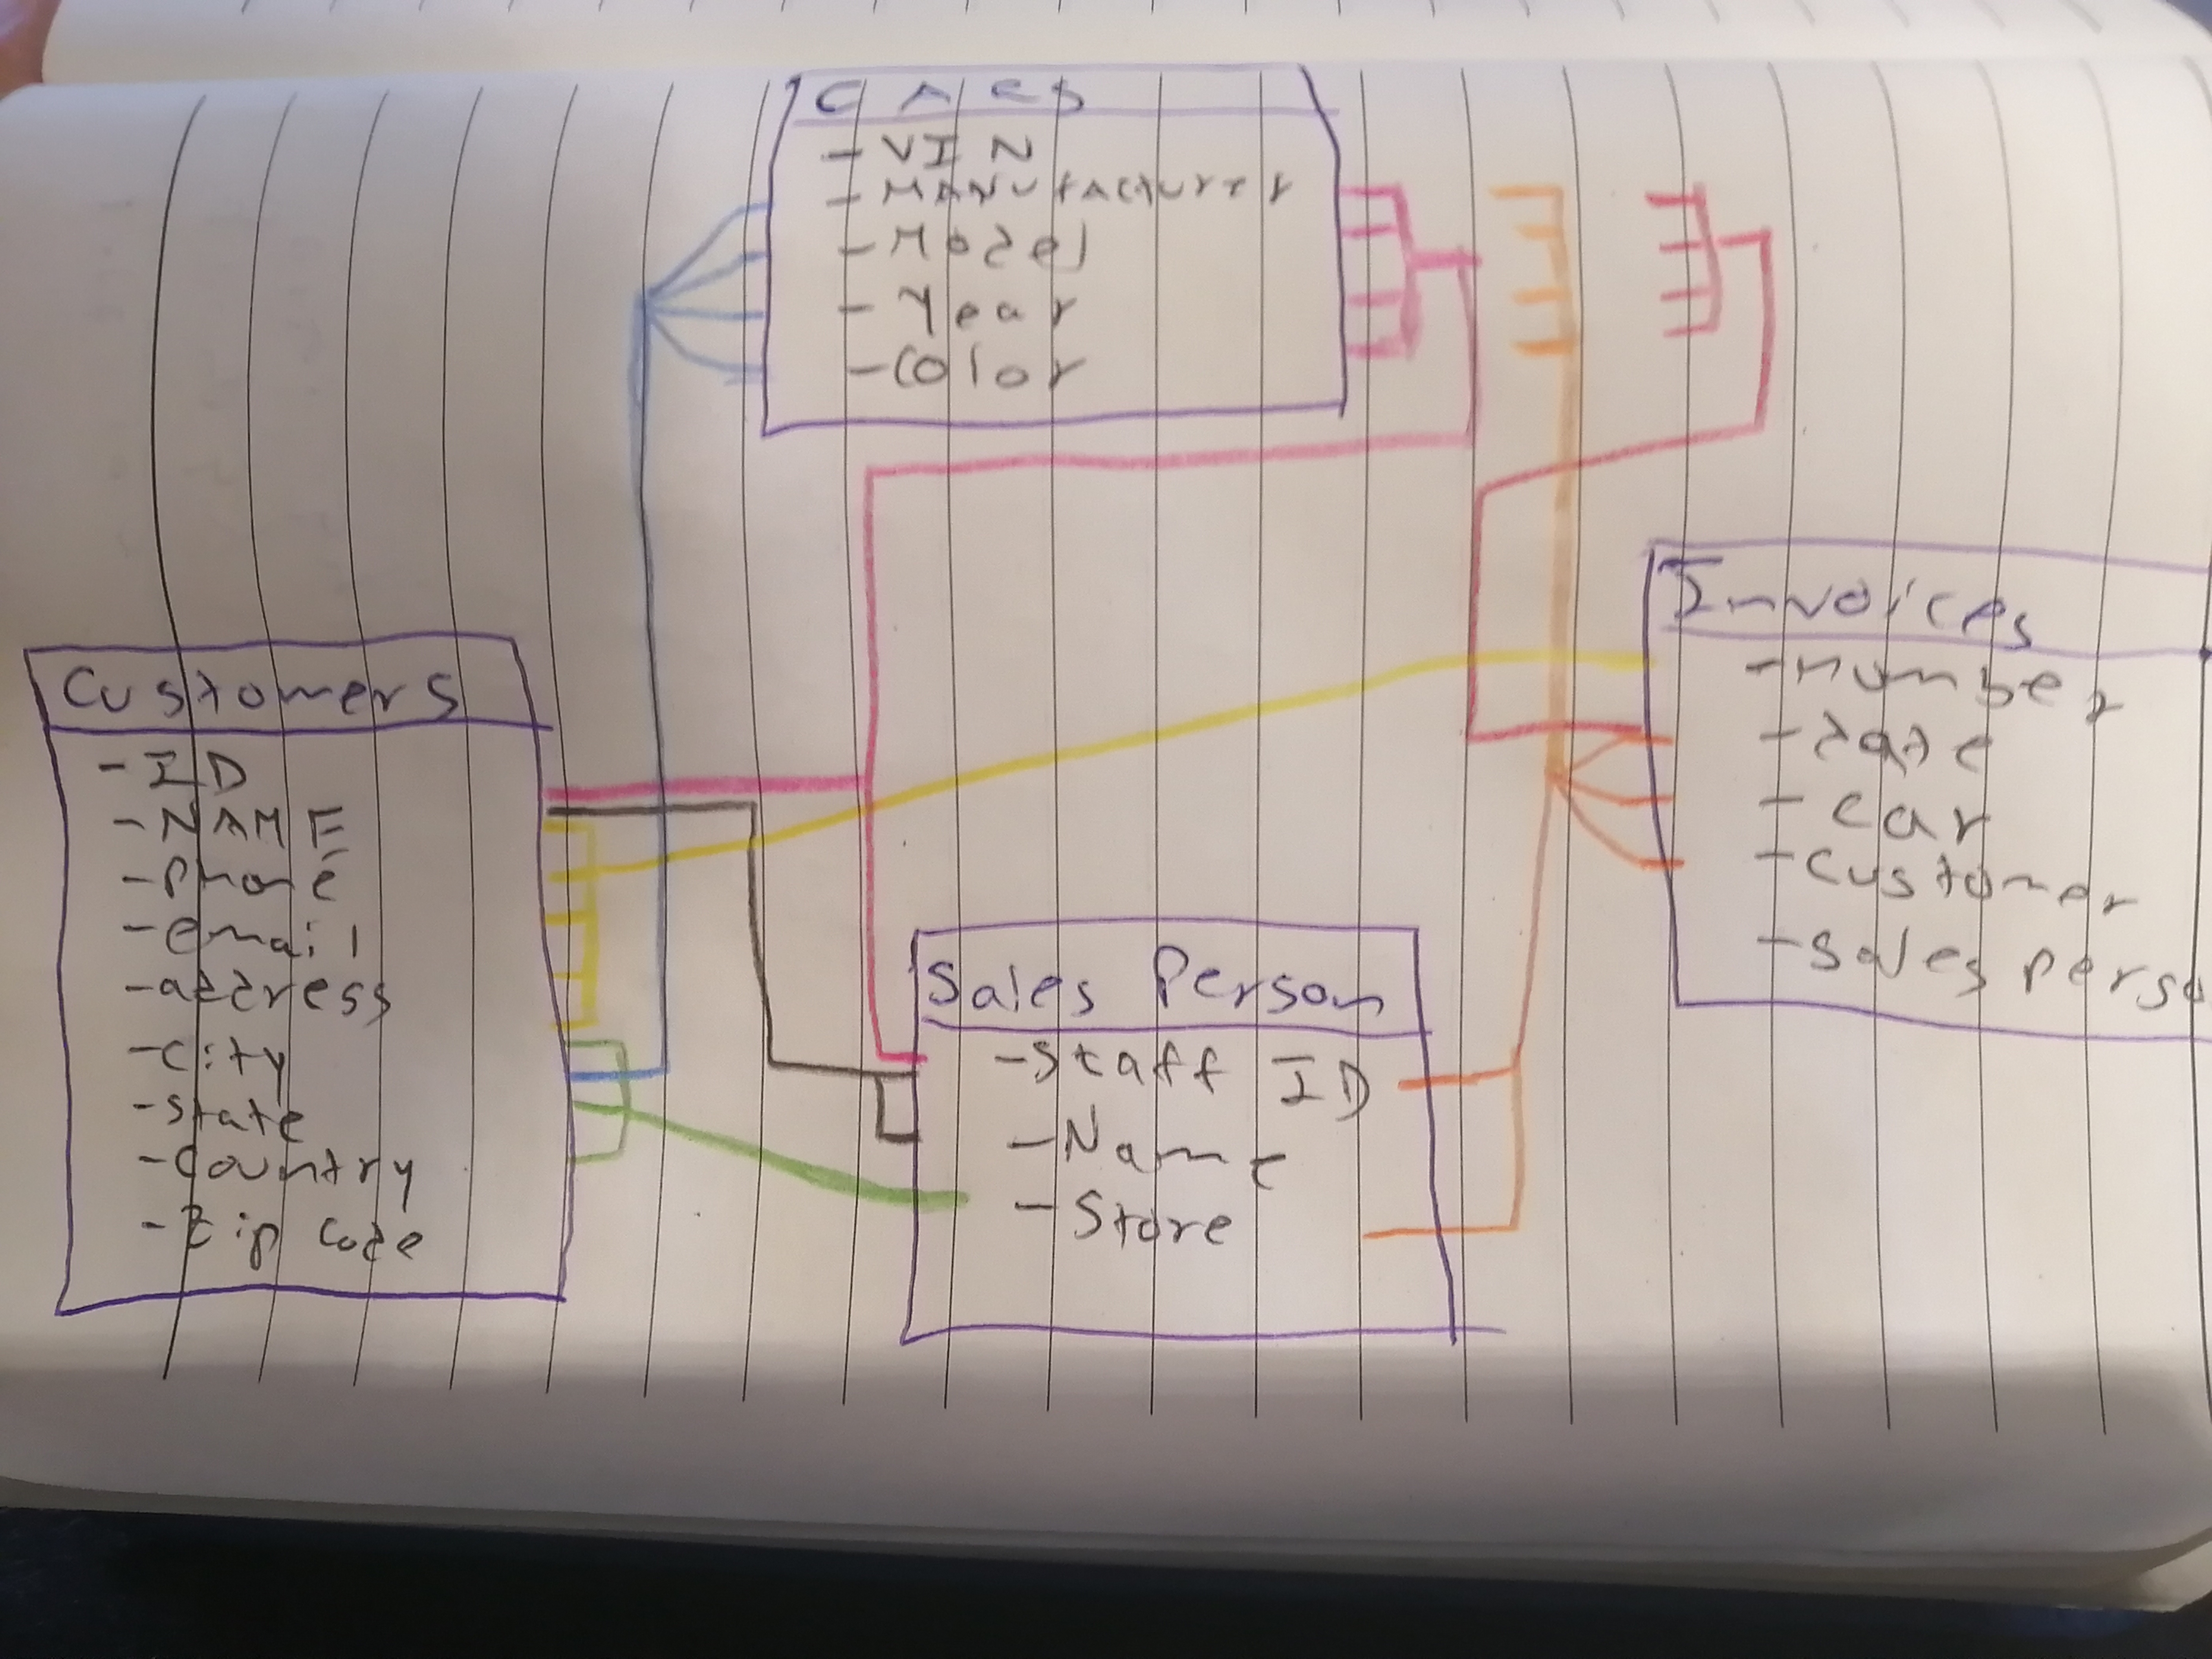 CARS
- VIN
- MANufacturer
- Model
- Year
- Color
Customers
- ID
- NAME
- Phone
- email
- address
- City
- State
- Country
- Zip Code
Sales Person
- Staff ID
- Name
- Store
Invoices
- number
- date
- car
- Customer
- Sales perso